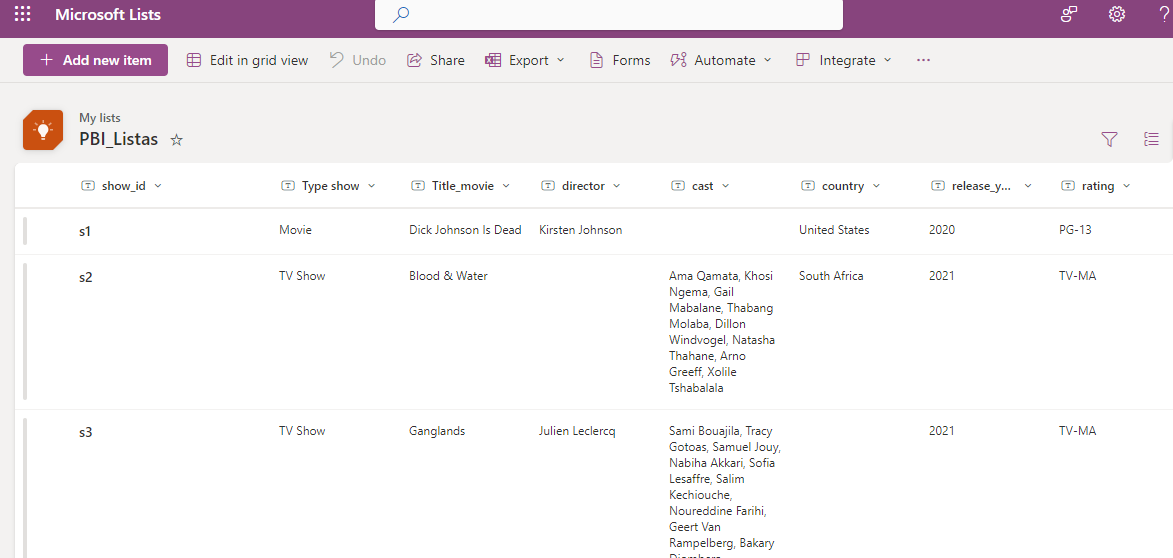 Microsoft Lists
?
Add new item
Edit in grid view
Undo
Share
Export
Forms
Automate
Integrate
...
My lists
PBI_Listas
show_id
Type show
Title_movie
director
cast
country
release_y...
rating
s1
Movie
Dick Johnson Is Dead
Kirsten Johnson
United States
2020
PG-13
s2
TV Show
Blood & Water
Ama Qamata, Khosi
Ngema, Gail
Mabalane, Thabang
Molaba, Dillon
Windvogel, Natasha
Thahane, Arno
Greeff, Xolile
Tshabalala
South Africa
2021
TV-MA
s3
TV Show
Ganglands
Julien Leclercq
Sami Bouajila, Tracy
Gotoas, Samuel Jouy,
Nabiha Akkari, Sofia
Lesaffre, Salim
Kechiouche,
Noureddine Farihi,
Geert Van
Rampelberg, Bakary
2021
TV-MA